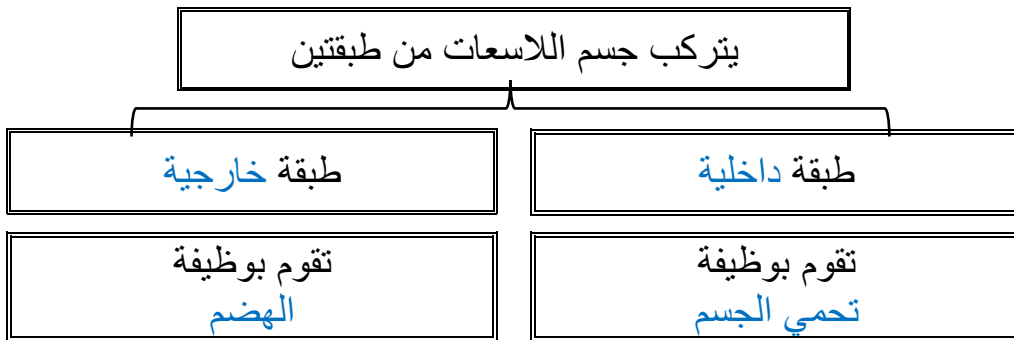 يتركب جسم اللاسعات من طبقتين
طبقة داخلية
طبقة خارجية
تقوم بوظيفة
تحمي الجسم
تقوم بوظيفة
الهضم